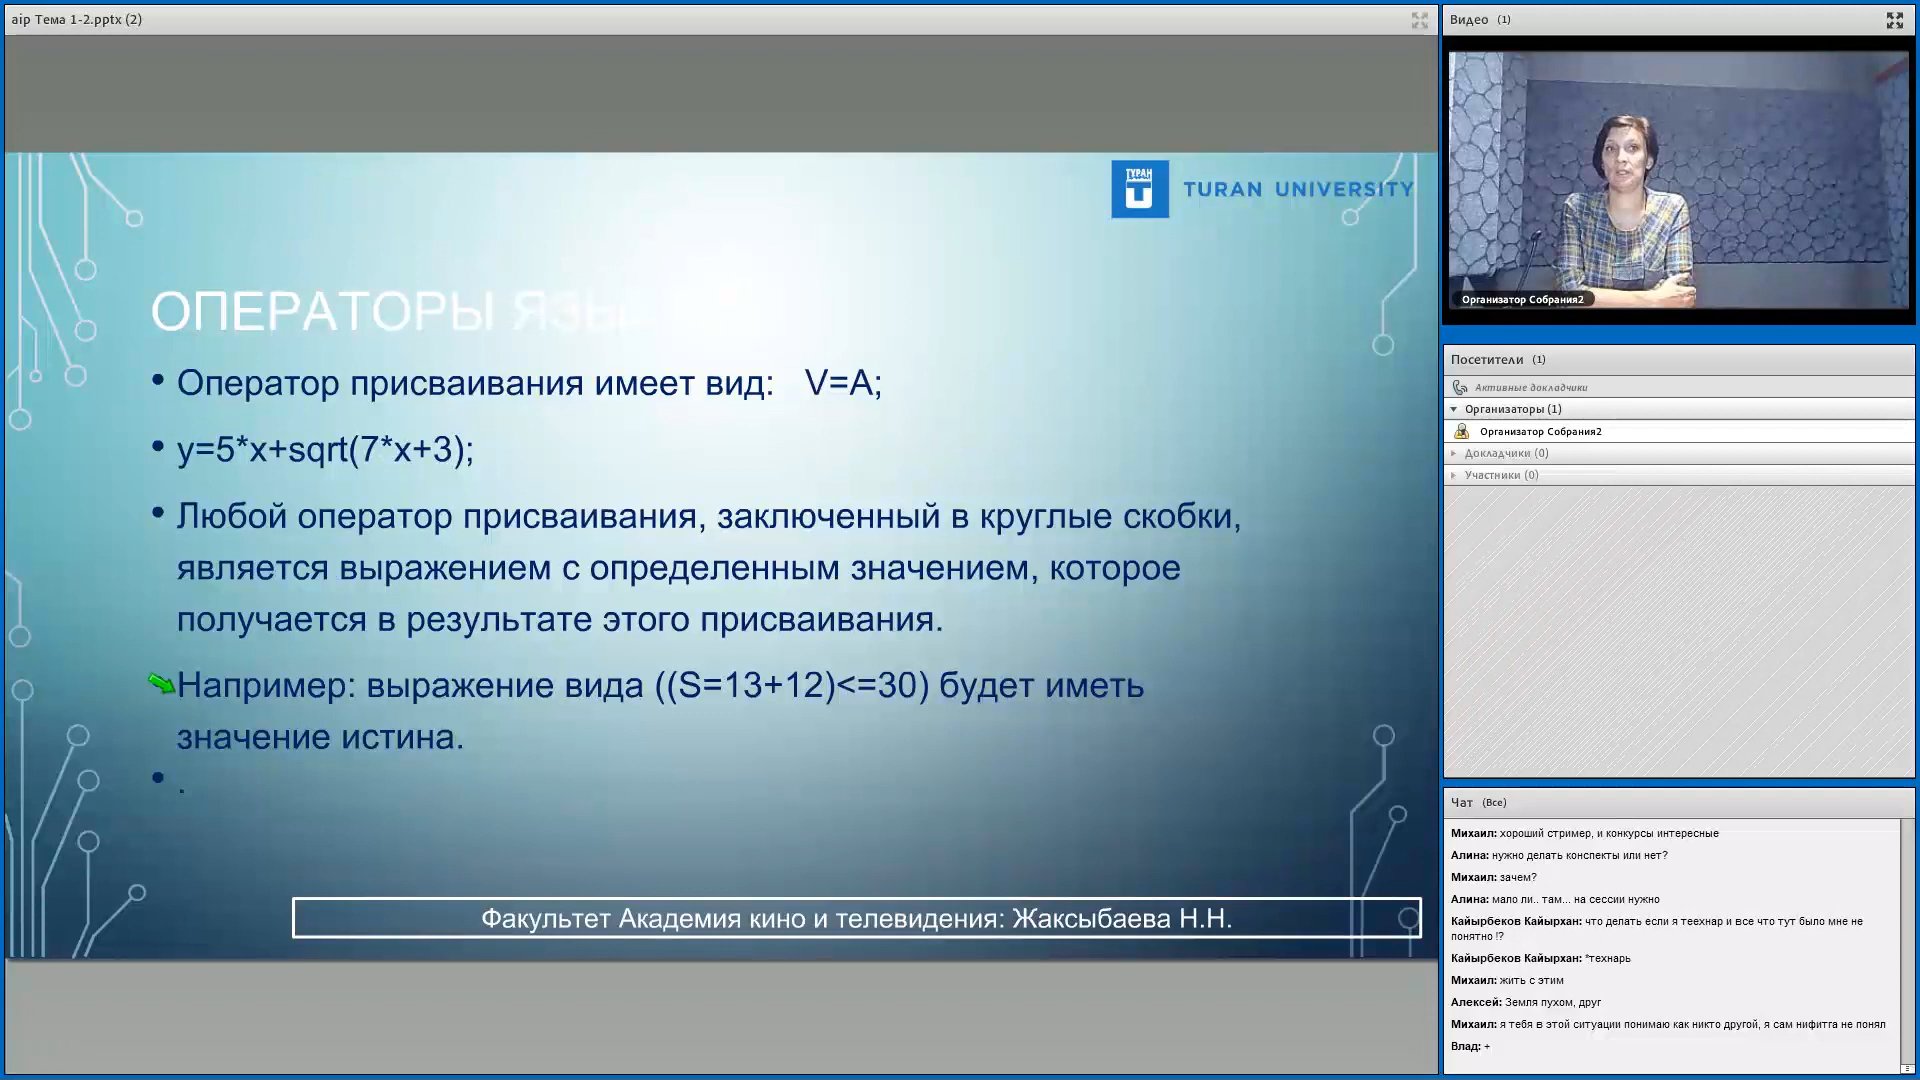 aip Тема 1-2.pptx (2)
ТУРАН
TURAN UNIVERSITY
ОПЕРАТОРЫ ЯЗЫ
• Оператор присваивания имеет вид: V=A;
• y=5*x+sqrt(7*x+3);
• Любой оператор присваивания, заключенный в круглые скобки,
является выражением с определенным значением, которое
получается в результате этого присваивания.
Например: выражение вида ((S=13+12)<=30) будет иметь
значение истина.
• .
Факультет Академия кино и телевидения: Жаксыбаева Н.Н.
Видео (1)
Организатор Собрания2
Посетители (1)
Активные докладчики
Организаторы (1)
Организатор Собрания2
Докладчики (0)
Участники (0)
Чат (Все)
Михаил: хороший стример, и конкурсы интересные
Алина: нужно делать конспекты или нет?
Михаил: зачем?
Алина: мало ли.. там... на сессии нужно
Кайырбеков Кайырхан: что делать если я теехнар и все что тут было мне не
понятно !?
Кайырбеков Кайырхан: *технарь
Михаил: жить с этим
Алексей: Земля пухом, друг
Михаил: я тебя в этой ситуации понимаю как никто другой, я сам нифитга не понял
Влад: +